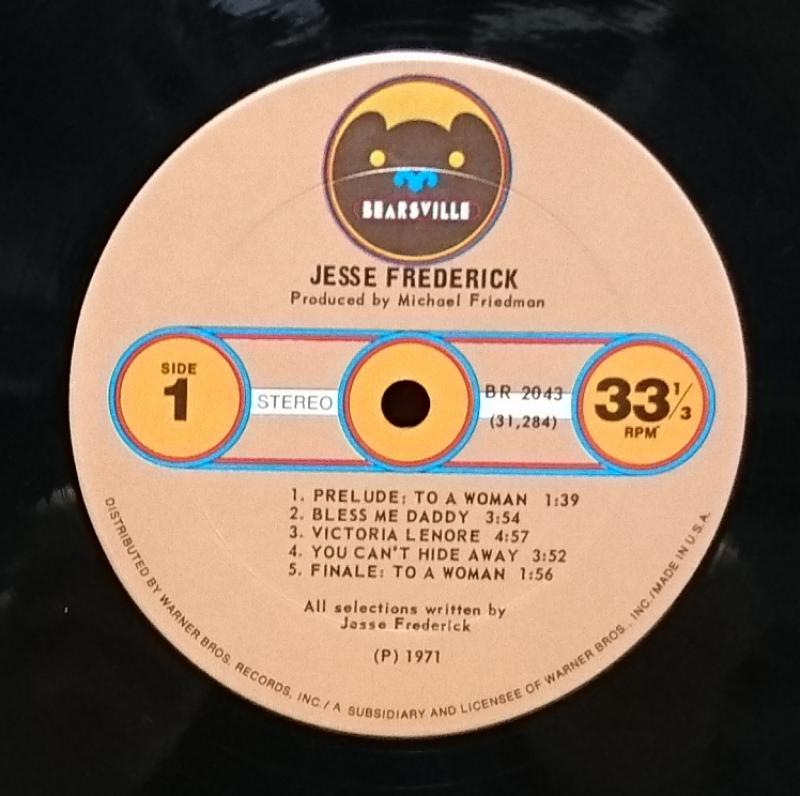 BEARSVILLE
JESSE FREDERICK
Produced by Michael Friedman
SIDE
1
STEREO
BR 2043
(31,284)
33 1/3
RPM
1. PRELUDE: TO A WOMAN 1:39
2. BLESS ME DADDY 3:54
3. VICTORIA LENORE 4:57
4. YOU CAN'T HIDE AWAY 3:52
5. FINALE: TO A WOMAN 1:56
All selections written by
Jesse Frederick
(P) 1971
DISTRIBUTED BY WARNER BROS. RECORDS, INC./A SUBSIDIARY AND LICENSEE OF WARNER BROS., INC./MADE IN U.S.A.